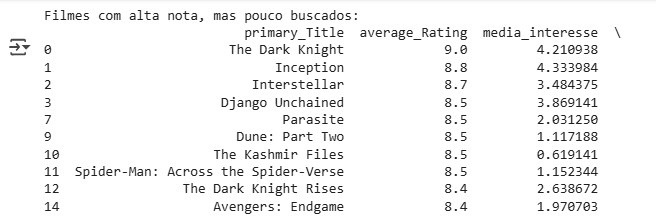 Filmes com alta nota, mas pouco buscados:
primary_Title average_Rating media_interesse \
0 The Dark Knight 9.0 4.210938
1 Inception 8.8 4.333984
2 Interstellar 8.7 3.484375
3 Django Unchained 8.5 3.869141
7 Parasite 8.5 2.031250
9 Dune: Part Two 8.5 1.117188
10 The Kashmir Files 8.5 0.619141
11 Spider-Man: Across the Spider-Verse 8.5 1.152344
12 The Dark Knight Rises 8.4 2.638672
14 Avengers: Endgame 8.4 1.970703